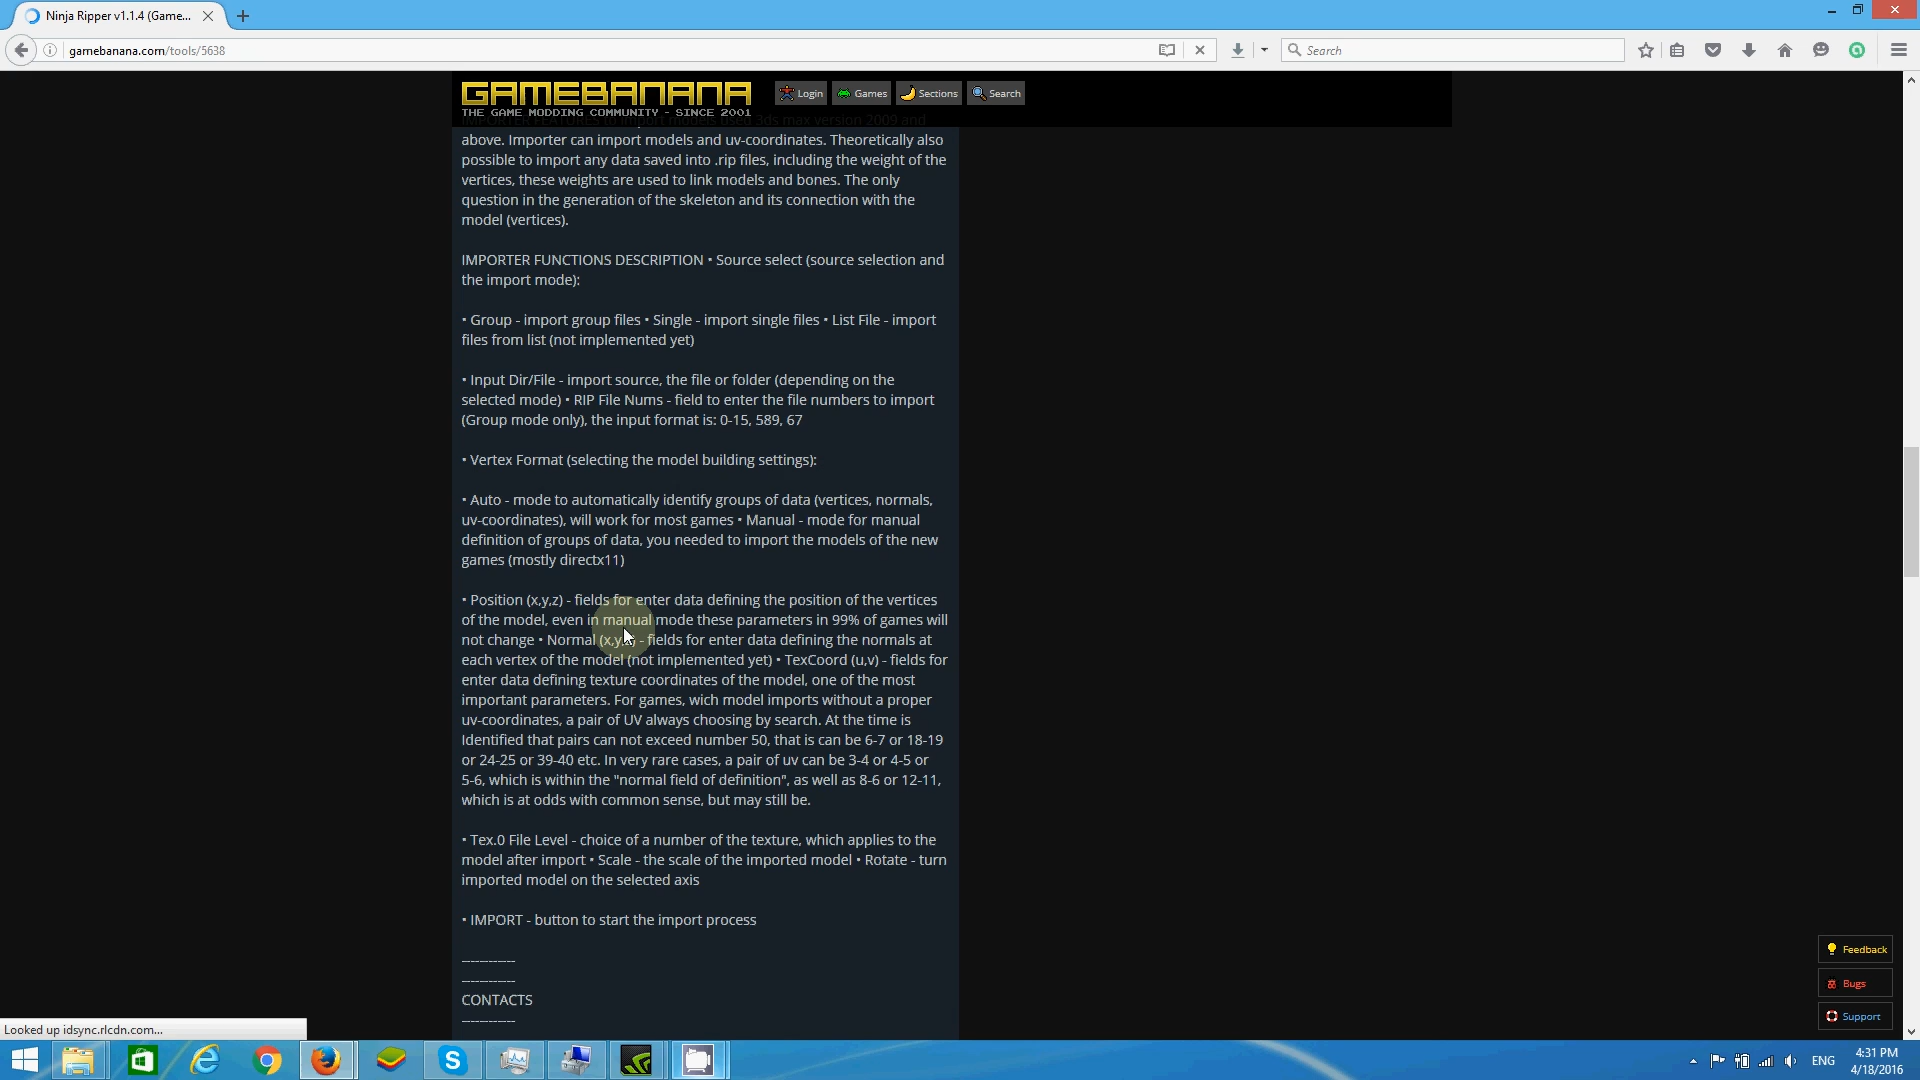 Ninja Ripper v1.1.4 (Game...
gamebanana.com/tools/5638
Search
GAMEBANANA
THE GAME MODDING COMMUNITY - SINCE 2001
Login
Games
Sections
Search
IMPORTER FEATURES to import models used 3ds max version 2009 and
above. Importer can import models and uv-coordinates. Theoretically also
possible to import any data saved into .rip files, including the weight of the
vertices, these weights are used to link models and bones. The only
question in the generation of the skeleton and its connection with the
model (vertices).
IMPORTER FUNCTIONS DESCRIPTION • Source select (source selection and
the import mode):
• Group - import group files • Single - import single files • List File - import
files from list (not implemented yet)
• Input Dir/File - import source, the file or folder (depending on the
selected mode) • RIP File Nums - field to enter the file numbers to import
(Group mode only), the input format is: 0-15, 589, 67
• Vertex Format (selecting the model building settings):
• Auto - mode to automatically identify groups of data (vertices, normals,
uv-coordinates), will work for most games • Manual - mode for manual
definition of groups of data, you needed to import the models of the new
games (mostly directx11)
• Position (x,y,z) - fields for enter data defining the position of the vertices
of the model, even in manual mode these parameters in 99% of games will
not change • Normal (x,y,z) - fields for enter data defining the normals at
each vertex of the model (not implemented yet) • TexCoord (u,v) - fields for
enter data defining texture coordinates of the model, one of the most
important parameters. For games, wich model imports without a proper
uv-coordinates, a pair of UV always choosing by search. At the time is
Identified that pairs can not exceed number 50, that is can be 6-7 or 18-19
or 24-25 or 39-40 etc. In very rare cases, a pair of uv can be 3-4 or 4-5 or
5-6, which is within the "normal field of definition", as well as 8-6 or 12-11,
which is at odds with common sense, but may still be.
• Tex.0 File Level - choice of a number of the texture, which applies to the
model after import • Scale - the scale of the imported model • Rotate - turn
imported model on the selected axis
• IMPORT - button to start the import process
------------
------------
CONTACTS
------------
Feedback
Bugs
Support
Looked up idsync.rlcdn.com...
ENG
4:31 PM
4/18/2016